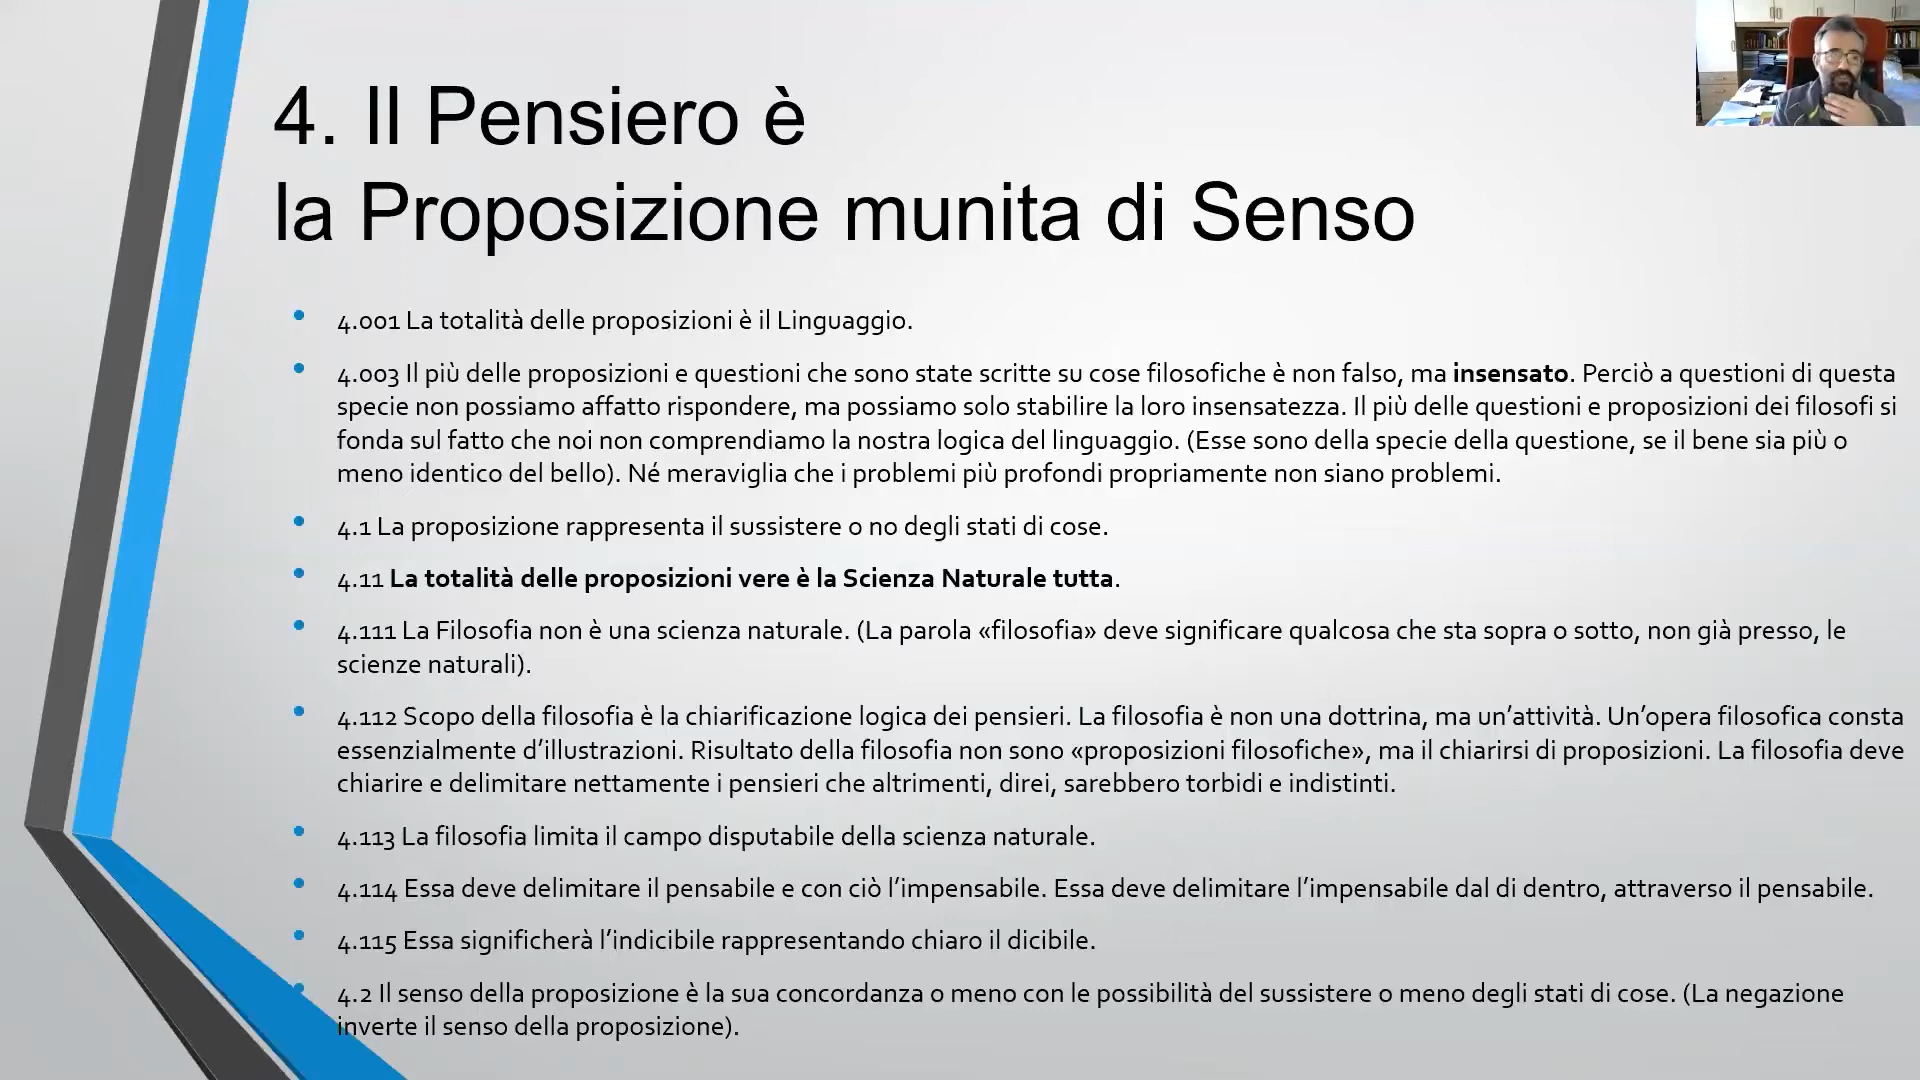 4. Il Pensiero è
la Proposizione munita di Senso
4.001 La totalità delle proposizioni è il Linguaggio.
4.003 Il più delle proposizioni e questioni che sono state scritte su cose filosofiche è non falso, ma insensato. Perciò a questioni di questa
specie non possiamo affatto rispondere, ma possiamo solo stabilire la loro insensatezza. Il più delle questioni e proposizioni dei filosofi si
fonda sul fatto che noi non comprendiamo la nostra logica del linguaggio. (Esse sono della specie della questione, se il bene sia più o
meno identico del bello). Né meraviglia che i problemi più profondi propriamente non siano problemi.
4.1 La proposizione rappresenta il sussistere o no degli stati di cose.
4.11 La totalità delle proposizioni vere è la Scienza Naturale tutta.
4.111 La Filosofia non è una scienza naturale. (La parola «filosofia» deve significare qualcosa che sta sopra o sotto, non già presso, le
scienze naturali).
4.112 Scopo della filosofia è la chiarificazione logica dei pensieri. La filosofia è non una dottrina, ma un'attività. Un'opera filosofica consta
essenzialmente d'illustrazioni. Risultato della filosofia non sono «proposizioni filosofiche», ma il chiarirsi di proposizioni. La filosofia deve
chiarire e delimitare nettamente i pensieri che altrimenti, direi, sarebbero torbidi e indistinti.
4.113 La filosofia limita il campo disputabile della scienza naturale.
4.114 Essa deve delimitare il pensabile e con ciò l'impensabile. Essa deve delimitare l'impensabile dal di dentro, attraverso il pensabile.
4.115 Essa significherà l'indicibile rappresentando chiaro il dicibile.
4.2 Il senso della proposizione è la sua concordanza o meno con le possibilità del sussistere o meno degli stati di cose. (La negazione
inverte il senso della proposizione).